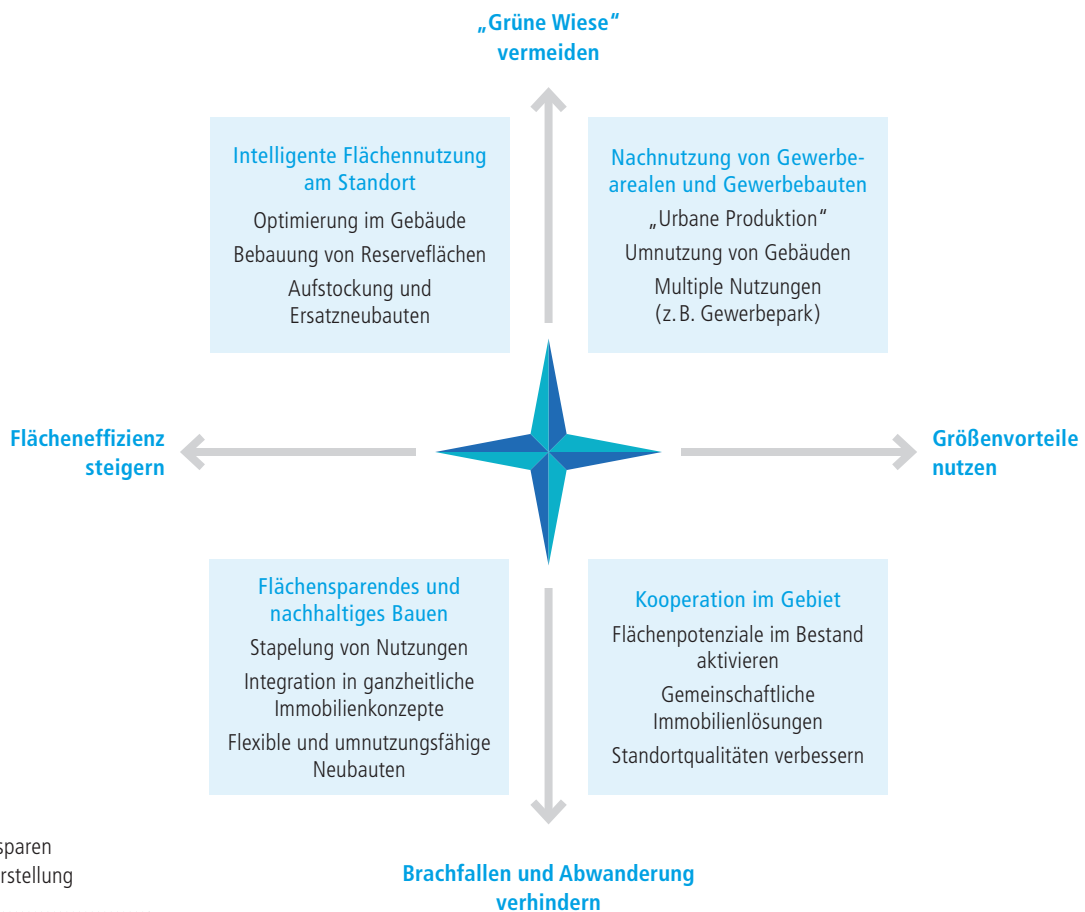 „Grüne Wiese“
vermeiden
Intelligente Flächennutzung
am Standort
Optimierung im Gebäude
Bebauung von Reserveflächen
Aufstockung und
Ersatzneubauten
Nachnutzung von Gewerbe-
arealen und Gewerbebauten
„Urbane Produktion“
Umnutzung von Gebäuden
Multiple Nutzungen
(z. B. Gewerbepark)
Flächeneffizienz
steigern
Größenvorteile
nutzen
Flächensparendes und
nachhaltiges Bauen
Stapelung von Nutzungen
Integration in ganzheitliche
Immobilienkonzepte
Flexible und umnutzungsfähige
Neubauten
Kooperation im Gebiet
Flächenpotenziale im Bestand
aktivieren
Gemeinschaftliche
Immobilienlösungen
Standortqualitäten verbessern
sparen
rstellung
Brachfallen und Abwanderung
verhindern